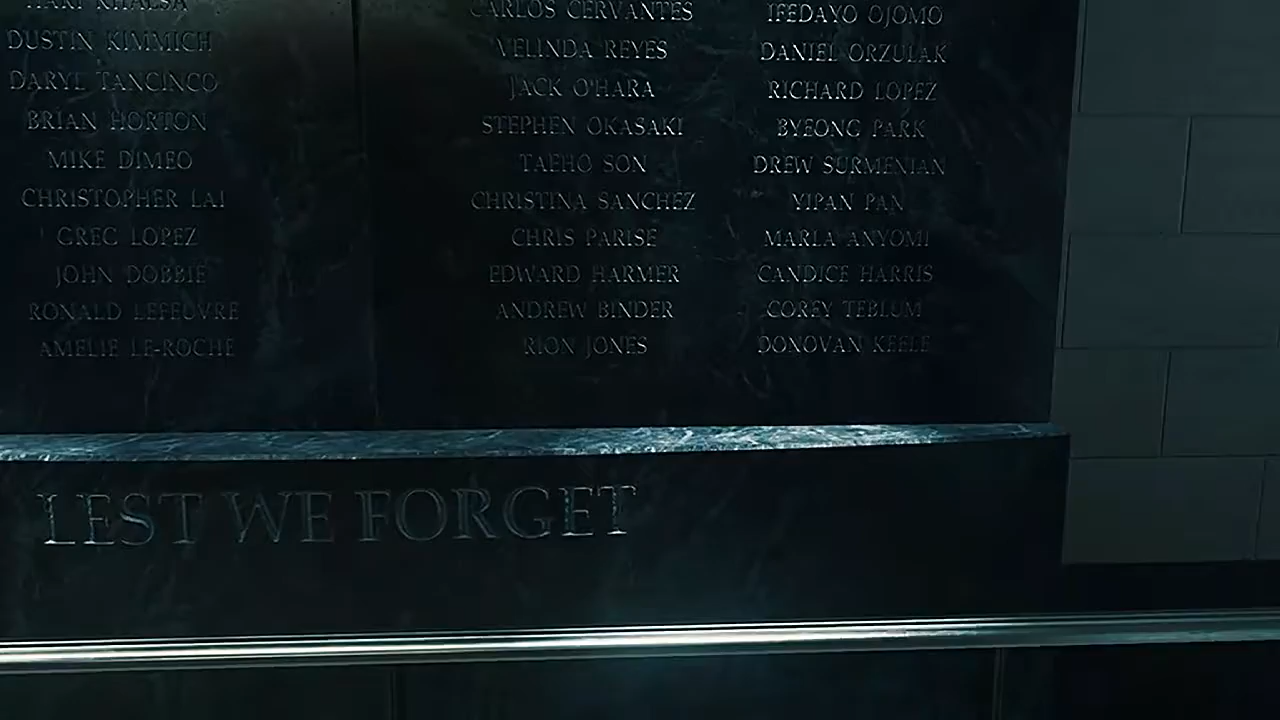 HARI KHALSA
DUSTIN KIMMICH
DARYL TANCINCO
BRIAN HORTON
MIKE DIMEO
CHRISTOPHER LAI
GREG LOPEZ
JOHN DOBBIE
RONALD LEFEUVRE
AMELIE LE-ROCHE
CARLOS CERVANTES
VELINDA REYES
JACK O'HARA
STEPHEN OKASAKI
TAEHO SON
CHRISTINA SANCHEZ
CHRIS PARISE
EDWARD HARMER
ANDREW BINDER
RION JONES
IFEDAYO OJOMO
DANIEL ORZULAK
RICHARD LOPEZ
BYEONG PARK
DREW SURMENIAN
YIPAN PAN
MARLA ANYOMI
CANDICE HARRIS
COREY TEBLUM
DONOVAN KEELE
LEST WE FORGET